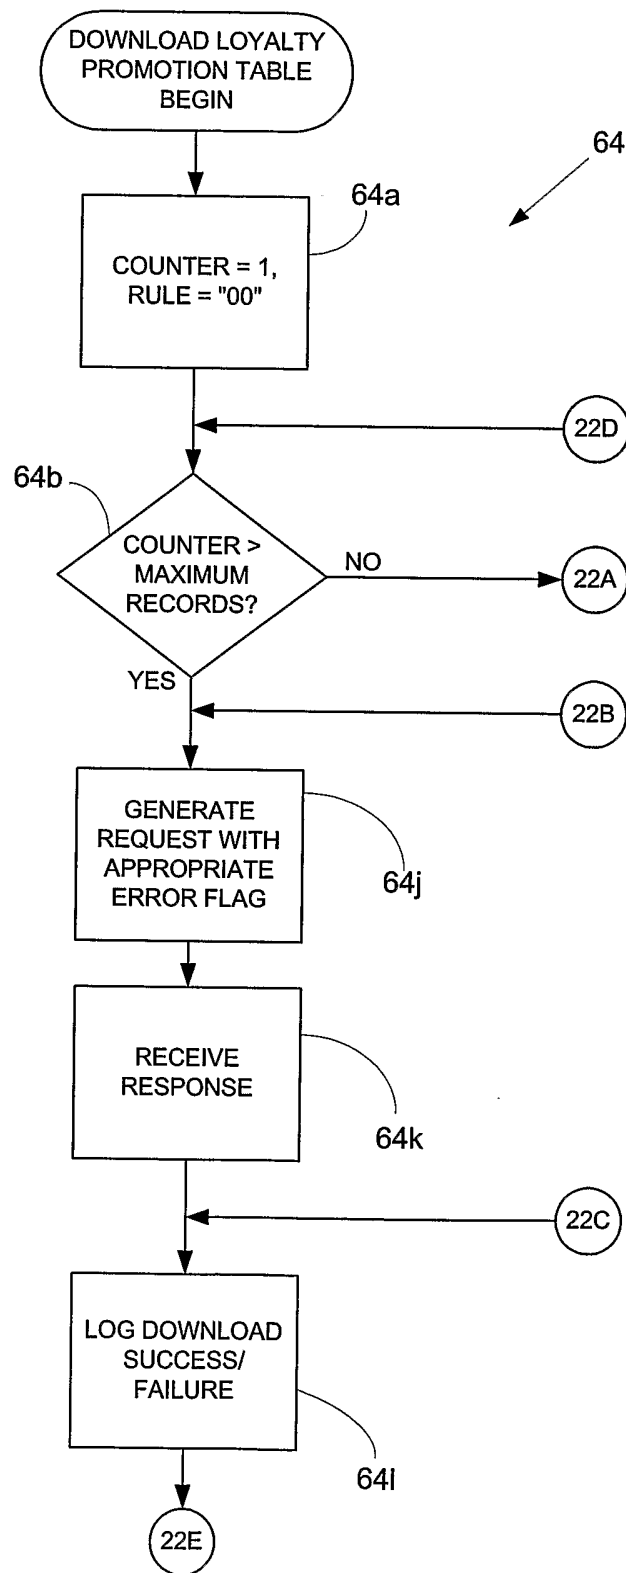 DOWNLOAD LOYALTY
PROMOTION TABLE
BEGIN
64
64a
COUNTER = 1,
RULE = "00"
22D
64b
COUNTER >
MAXIMUM
RECORDS?
NO
22A
YES
22B
GENERATE
REQUEST WITH
APPROPRIATE
ERROR FLAG
64j
RECEIVE
RESPONSE
64k
22C
LOG DOWNLOAD
SUCCESS/
FAILURE
64l
22E